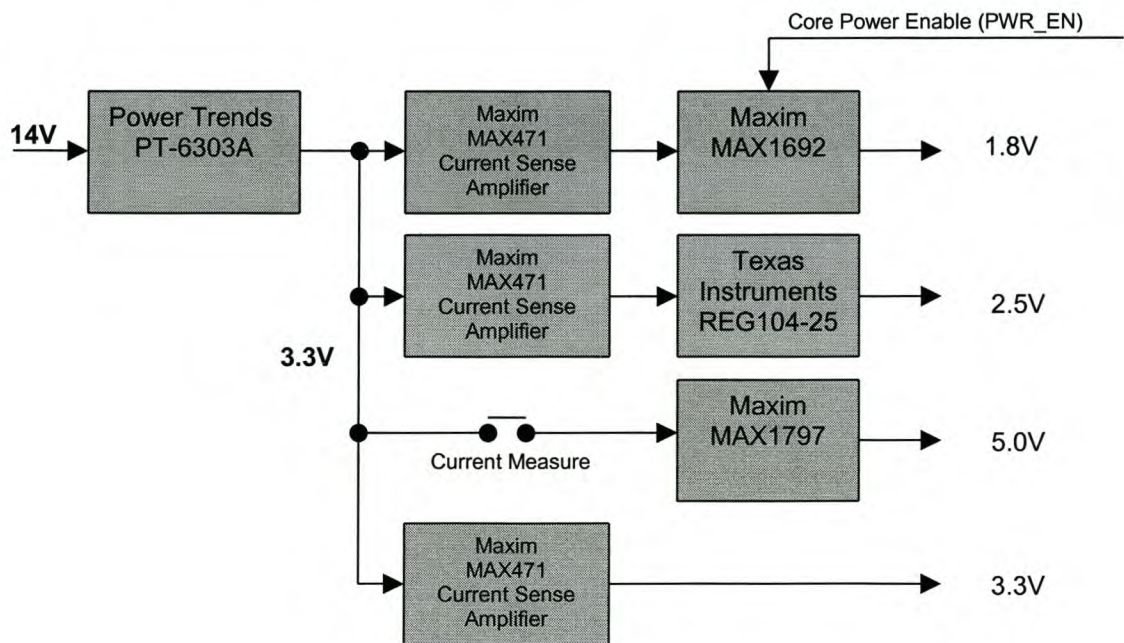 Core Power Enable (PWR_EN)
14V
Power Trends
PT-6303A
Maxim
MAX471
Current Sense
Amplifier
Maxim
MAX1692
1.8V
Maxim
MAX471
Current Sense
Amplifier
Texas
Instruments
REG104-25
2.5V
3.3V
Current Measure
Maxim
MAX1797
5.0V
Maxim
MAX471
Current Sense
Amplifier
3.3V